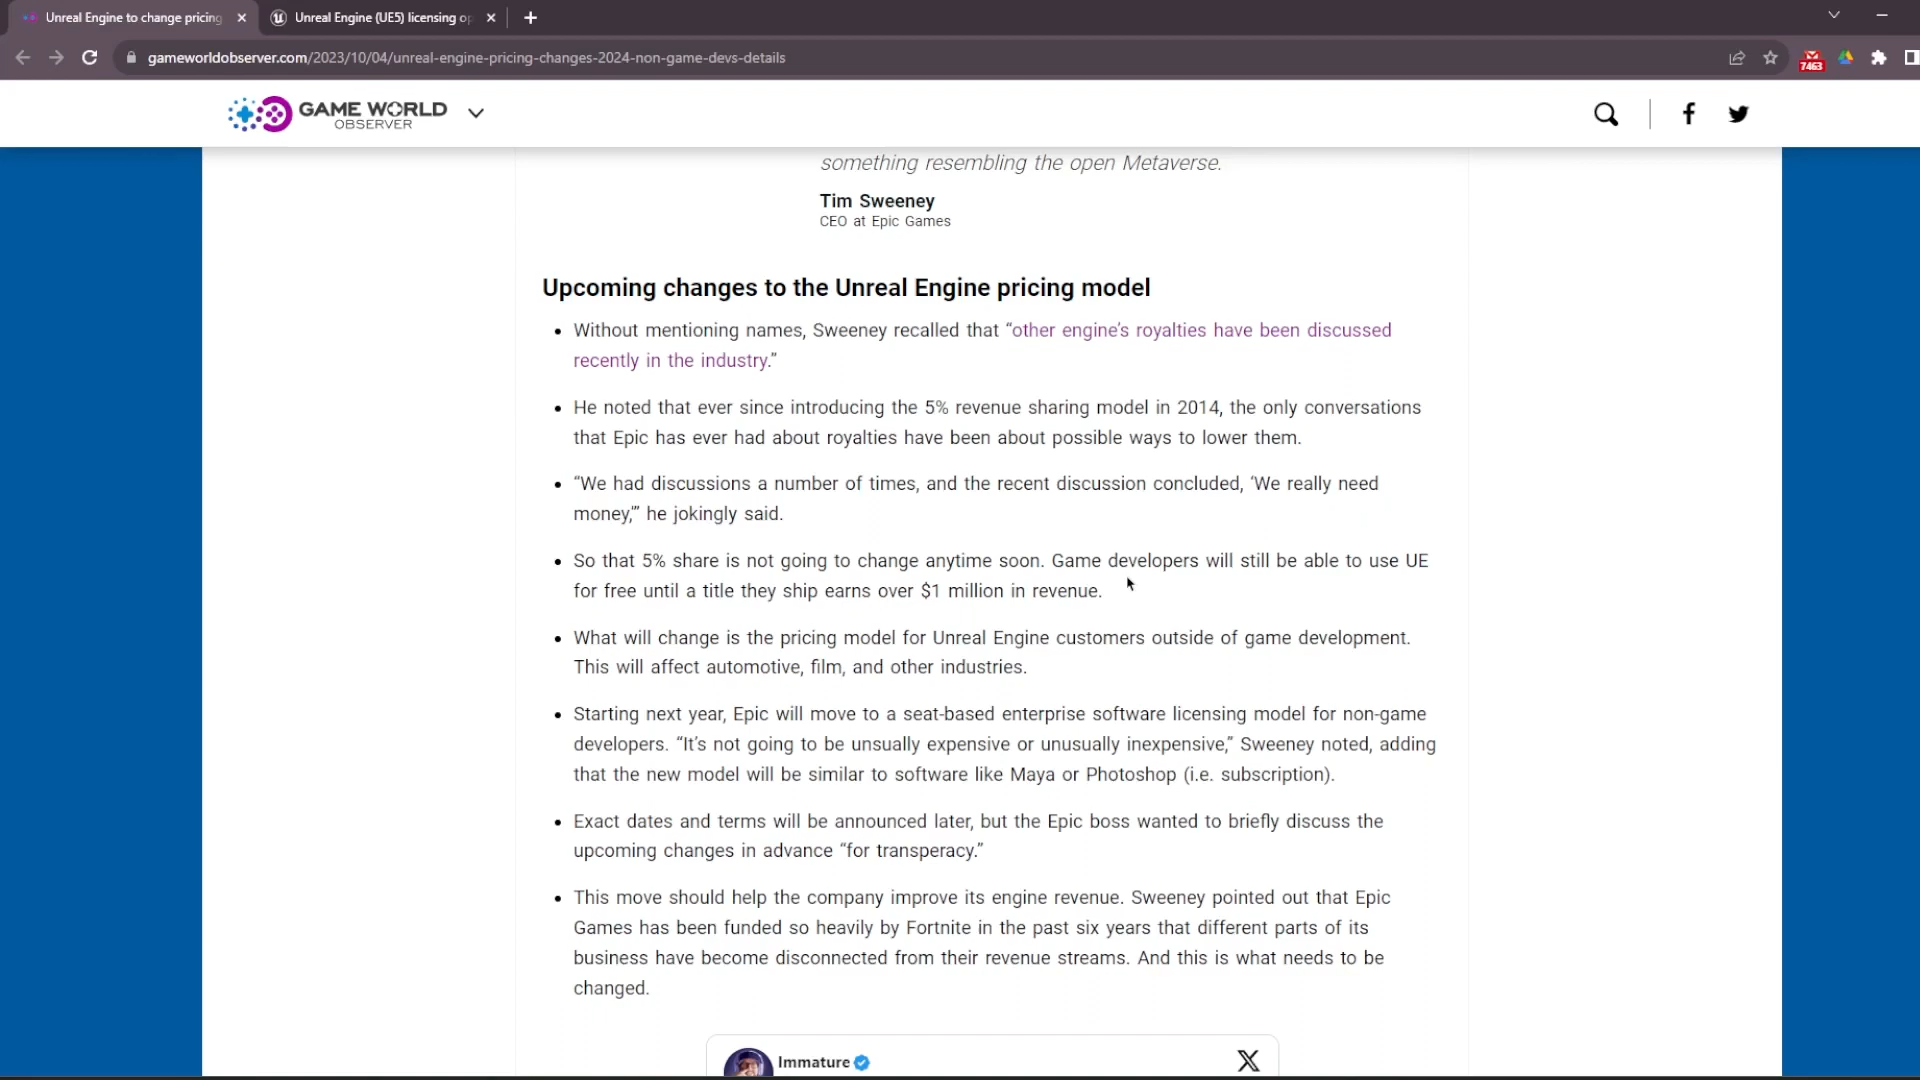 Unreal Engine to change pricing
Unreal Engine (UE5) licensing op
gameworldobserver.com/2023/10/04/unreal-engine-pricing-changes-2024-non-game-devs-details
7463
GAME WORLD
OBSERVER
something resembling the open Metaverse.
Tim Sweeney
CEO at Epic Games
Upcoming changes to the Unreal Engine pricing model
• Without mentioning names, Sweeney recalled that “other engine’s royalties have been discussed
recently in the industry.”
• He noted that ever since introducing the 5% revenue sharing model in 2014, the only conversations
that Epic has ever had about royalties have been about possible ways to lower them.
• “We had discussions a number of times, and the recent discussion concluded, ‘We really need
money,’” he jokingly said.
• So that 5% share is not going to change anytime soon. Game developers will still be able to use UE
for free until a title they ship earns over $1 million in revenue.
• What will change is the pricing model for Unreal Engine customers outside of game development.
This will affect automotive, film, and other industries.
• Starting next year, Epic will move to a seat-based enterprise software licensing model for non-game
developers. “It’s not going to be unsually expensive or unusually inexpensive,” Sweeney noted, adding
that the new model will be similar to software like Maya or Photoshop (i.e. subscription).
• Exact dates and terms will be announced later, but the Epic boss wanted to briefly discuss the
upcoming changes in advance “for transperacy.”
• This move should help the company improve its engine revenue. Sweeney pointed out that Epic
Games has been funded so heavily by Fortnite in the past six years that different parts of its
business have become disconnected from their revenue streams. And this is what needs to be
changed.
Immature